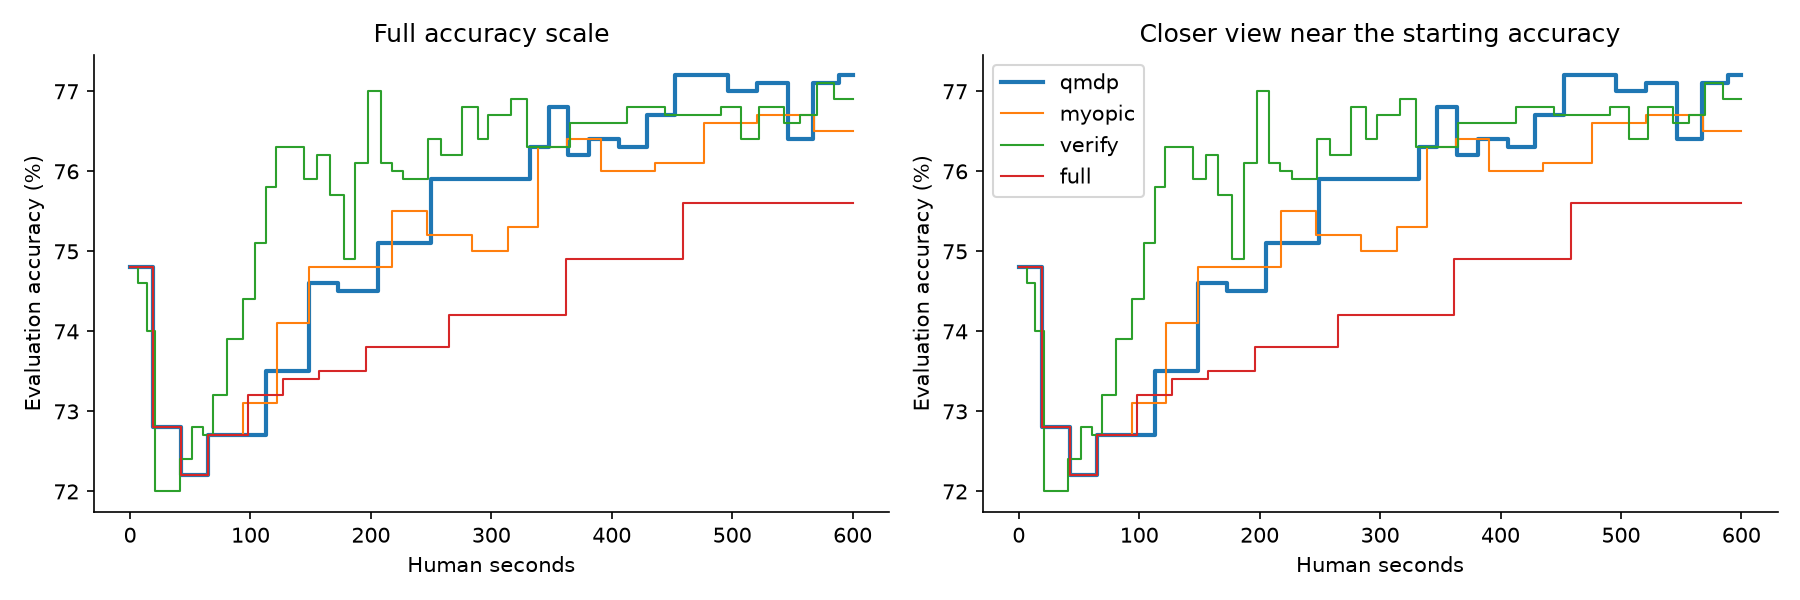 Full accuracy scale
Evaluation accuracy (%)
77
76
75
74
73
72
0 100 200 300 400 500 600
Human seconds
Closer view near the starting accuracy
Evaluation accuracy (%)
77
76
75
74
73
72
qmdp
myopic
verify
full
0 100 200 300 400 500 600
Human seconds